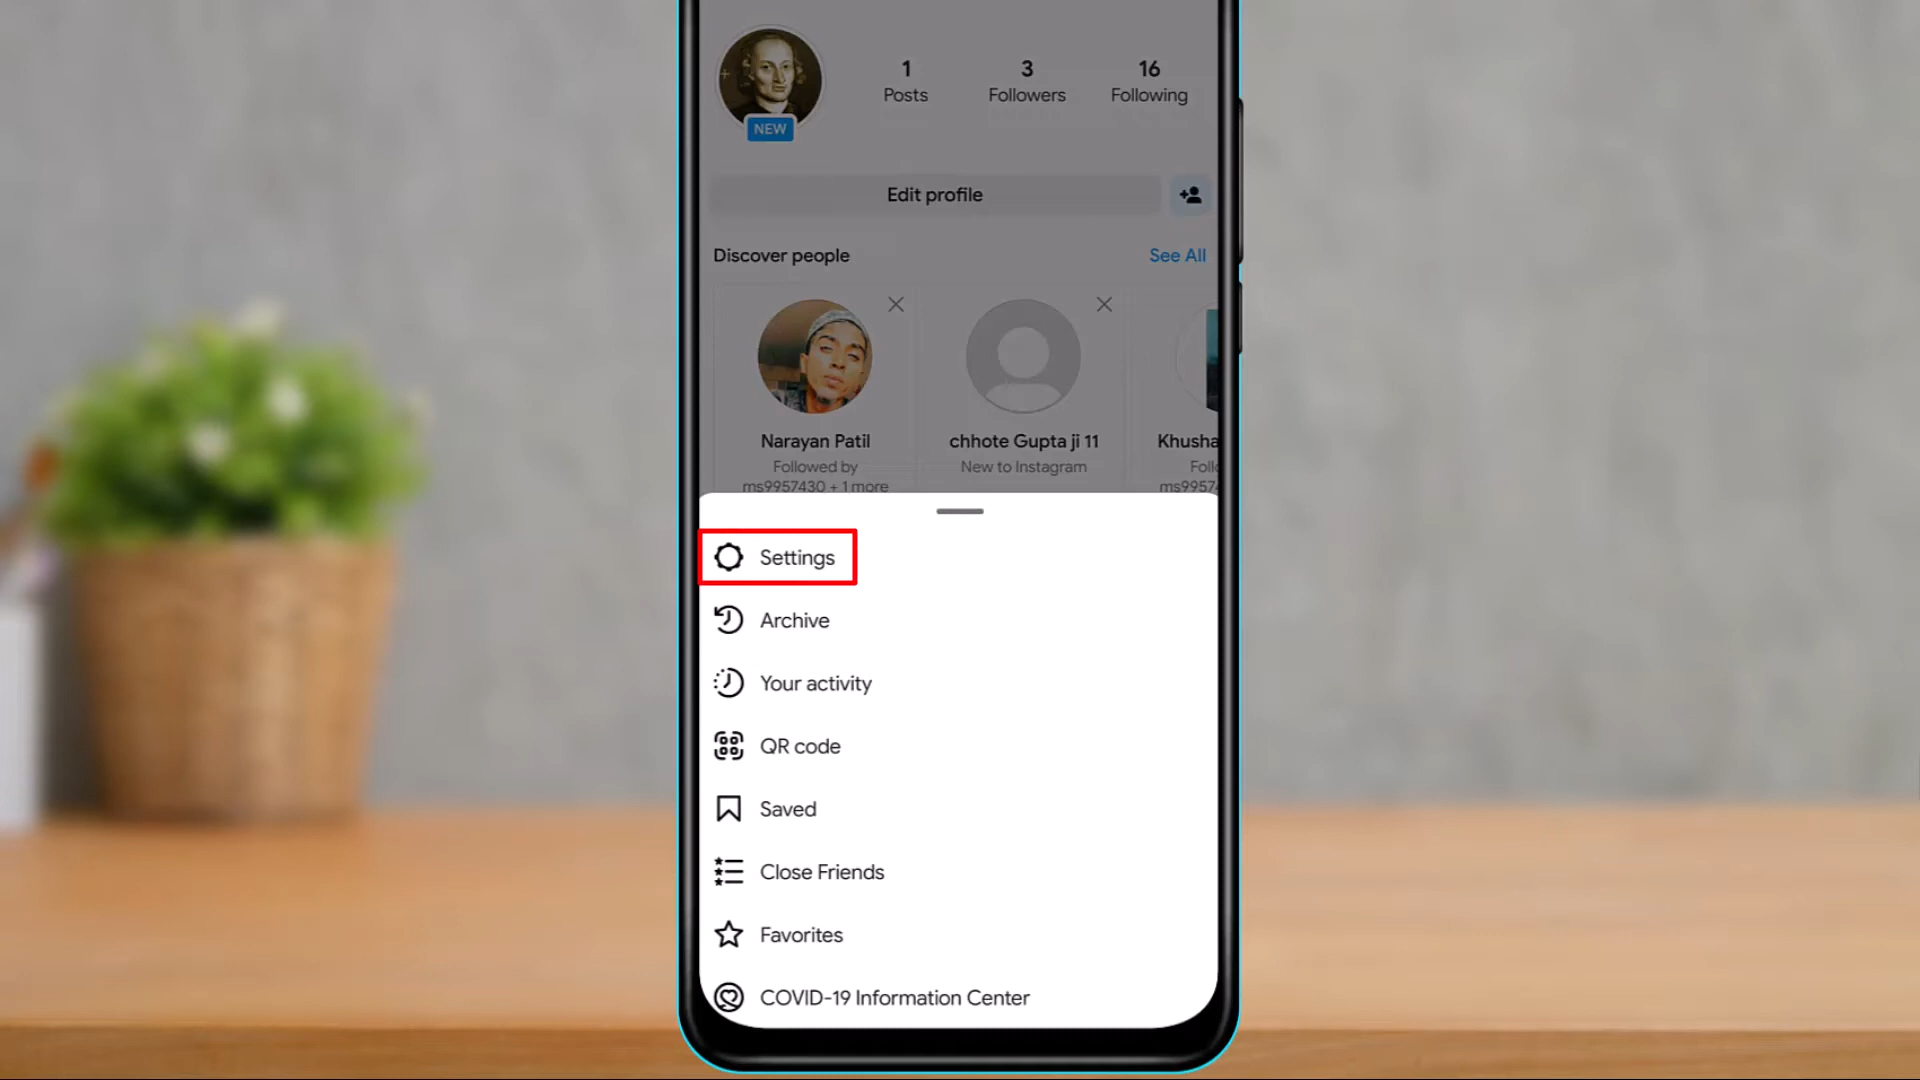 1 3 16
Posts Followers Following
NEW
Edit profile
Discover people See All
Narayan Patil
Followed by
ms9957430 + 1 more
chhote Gupta ji 11
New to Instagram
Khusha
Follo
ms9957
Settings
Archive
Your activity
QR code
Saved
Close Friends
Favorites
COVID-19 Information Center